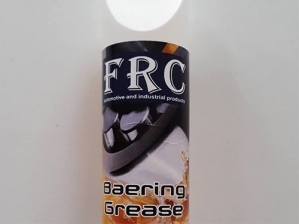 FRC
automotive and industrial products
Baering
Grease